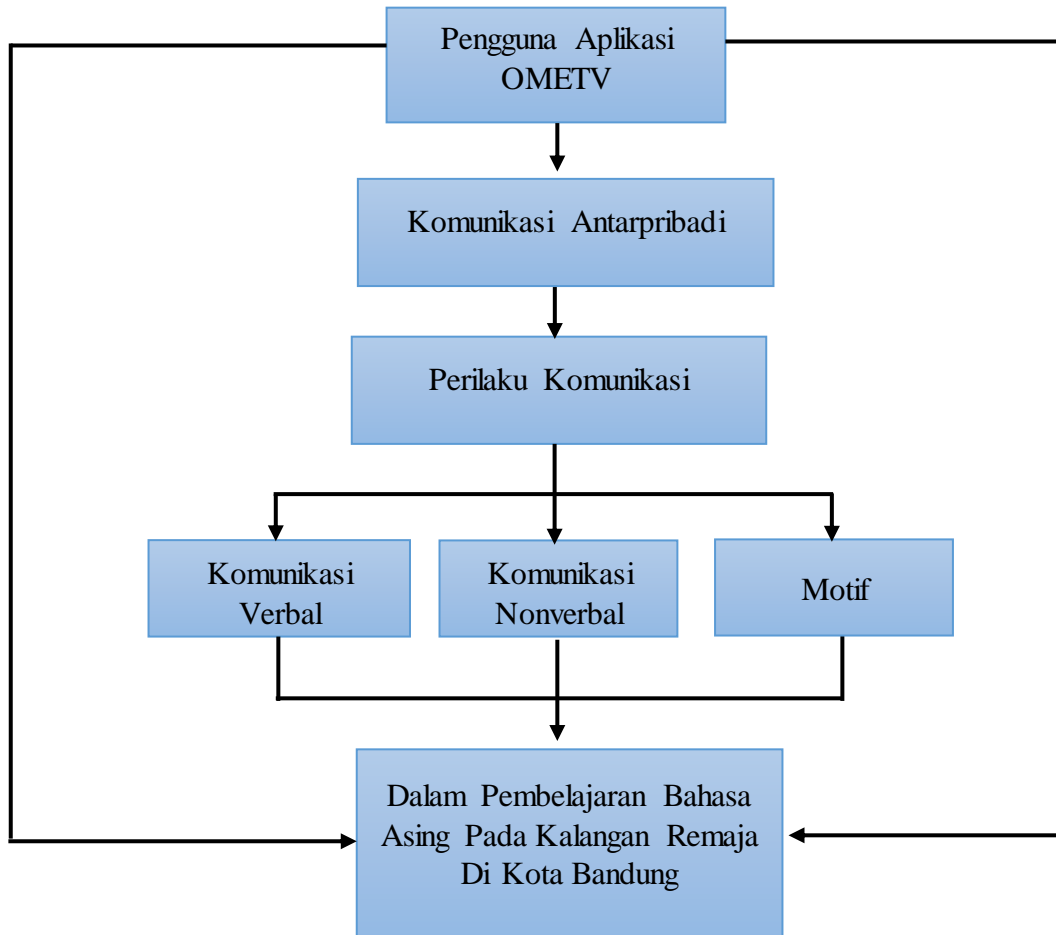 Pengguna Aplikasi
OMETV
Komunikasi Antarpribadi
Perilaku Komunikasi
Komunikasi
Verbal
Komunikasi
Nonverbal
Motif
Dalam Pembelajaran Bahasa
Asing Pada Kalangan Remaja
Di Kota Bandung